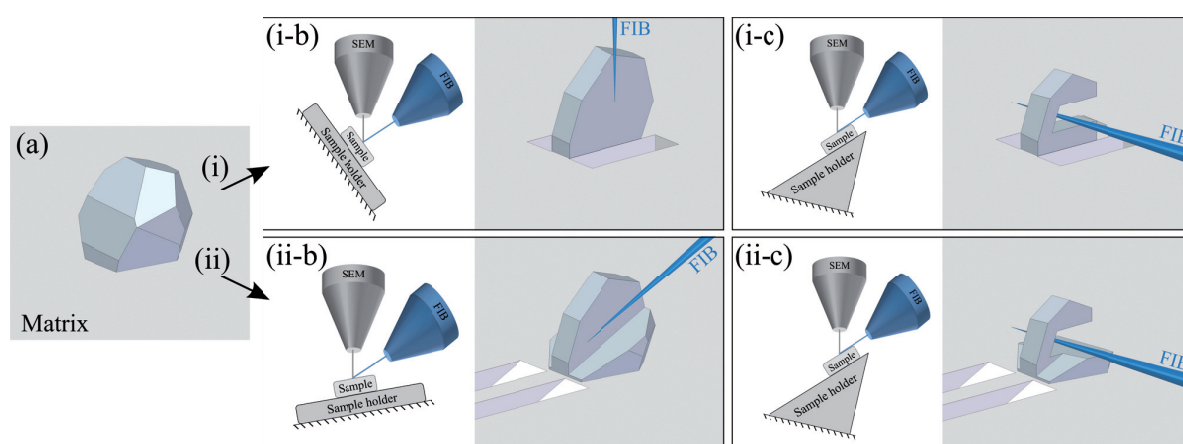 (a)
(i)
(ii)
Matrix
(i-b)
SEM
FIB
Sample
Sample holder
FIB
(i-c)
SEM
FIB
Sample
Sample holder
FIB
(ii-b)
SEM
FIB
Sample
Sample holder
FIB
(ii-c)
SEM
FIB
Sample
Sample holder
FIB